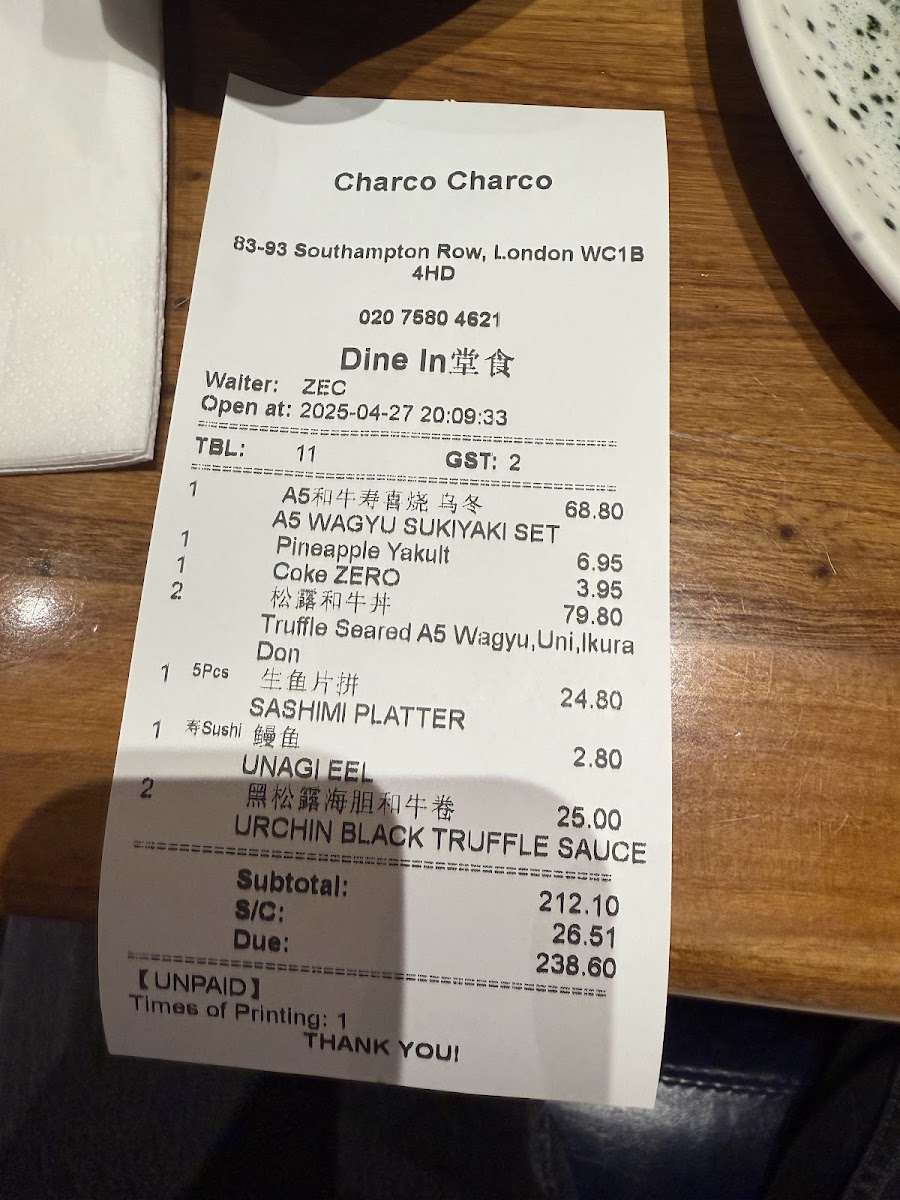 Charco Charco
83-93 Southampton Row, London WC1B
4HD
020 7580 4621
Dine In堂食
Waiter: ZEC
Open at: 2025-04-27 20:09:33
TBL: 11 GST: 2
1 A5和牛寿喜烧 乌冬 68.80
A5 WAGYU SUKIYAKI SET
1 Pineapple Yakult 6.95
1 Coke ZERO 3.95
2 松露和牛丼 79.80
Truffle Seared A5 Wagyu,Uni,Ikura
Don
1 5Pcs 生鱼片拼 24.80
SASHIMI PLATTER
1 寿Sushi 鳗鱼 2.80
UNAGI EEL
2 黑松露海胆和牛卷 25.00
URCHIN BLACK TRUFFLE SAUCE
Subtotal: 212.10
S/C: 26.51
Due: 238.60
【UNPAID】
Times of Printing: 1
THANK YOU!